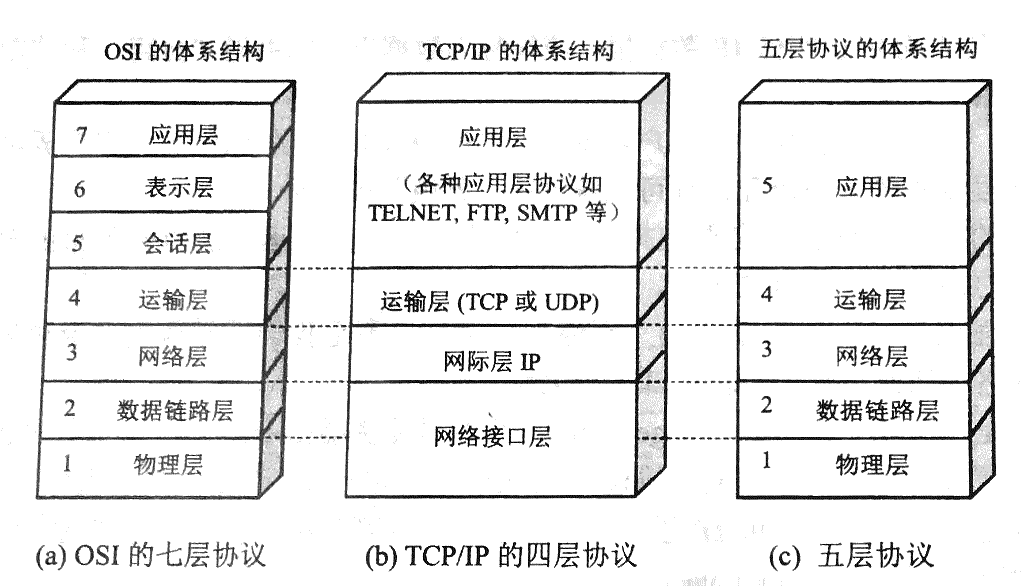 OSI 的体系结构
7 应用层
6 表示层
5 会话层
4 运输层
3 网络层
2 数据链路层
1 物理层
(a) OSI 的七层协议
TCP/IP 的体系结构
应用层
（各种应用层协议如
TELNET, FTP, SMTP 等）
运输层 (TCP 或 UDP)
网际层 IP
网络接口层
(b) TCP/IP 的四层协议
五层协议的体系结构
5 应用层
4 运输层
3 网络层
2 数据链路层
1 物理层
(c) 五层协议